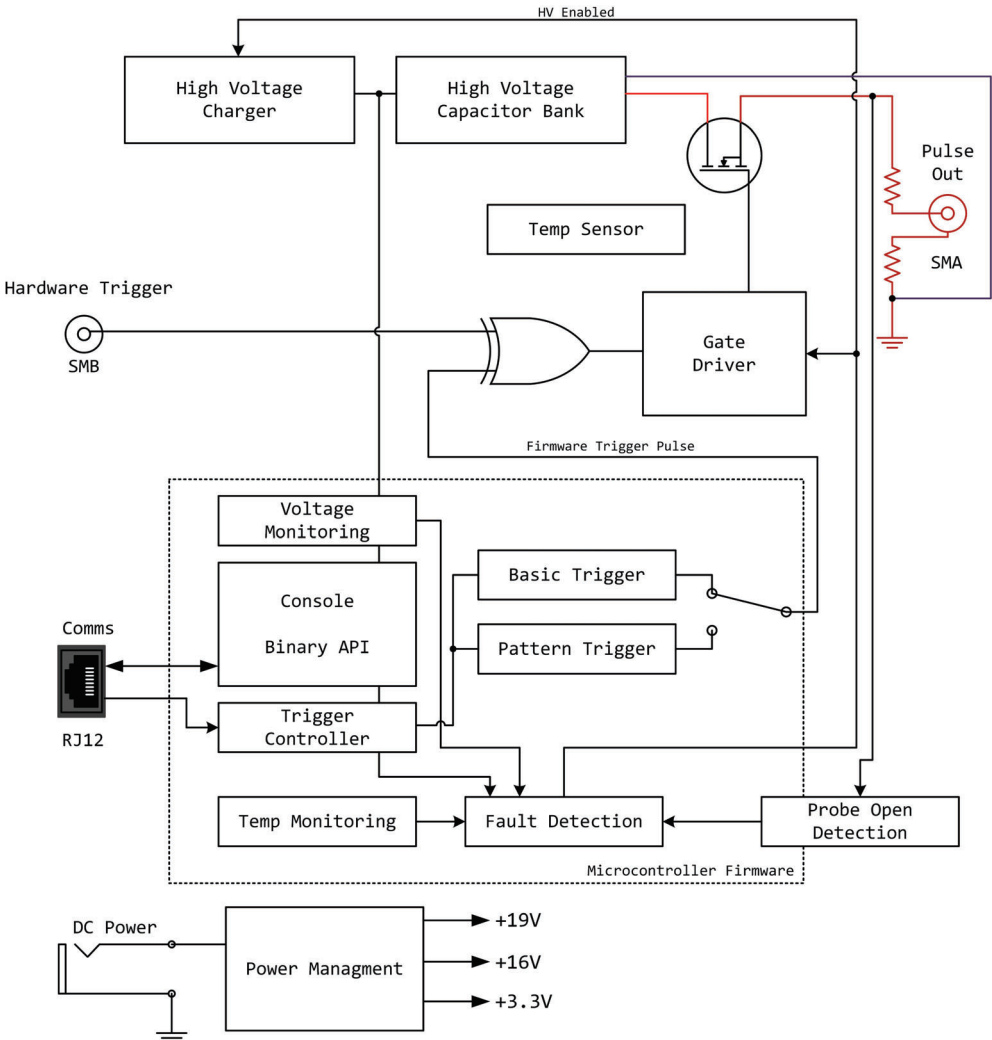 HV Enabled
High Voltage
Charger
High Voltage
Capacitor Bank
Pulse
Out
Temp Sensor
SMA
Hardware Trigger
SMB
Gate
Driver
Firmware Trigger Pulse
Voltage
Monitoring
Basic Trigger
Console
Binary API
Comms
Pattern Trigger
RJ12
Trigger
Controller
Temp Monitoring
Fault Detection
Probe Open
Detection
Microcontroller Firmware
DC Power
+19V
Power Managment
+16V
+3.3V